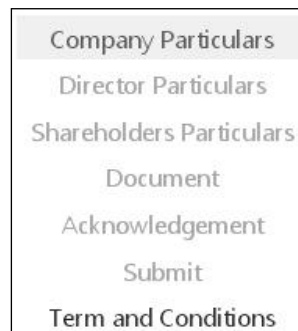 Company Particulars
Director Particulars
Shareholders Particulars
Document
Acknowledgement
Submit
Term and Conditions